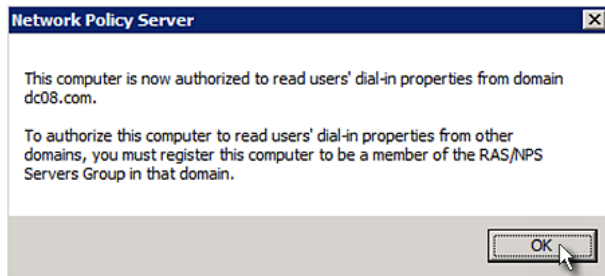 Network Policy Server
This computer is now authorized to read users' dial-in properties from domain
dc08.com.
To authorize this computer to read users' dial-in properties from other
domains, you must register this computer to be a member of the RAS/NPS
Servers Group in that domain.
OK